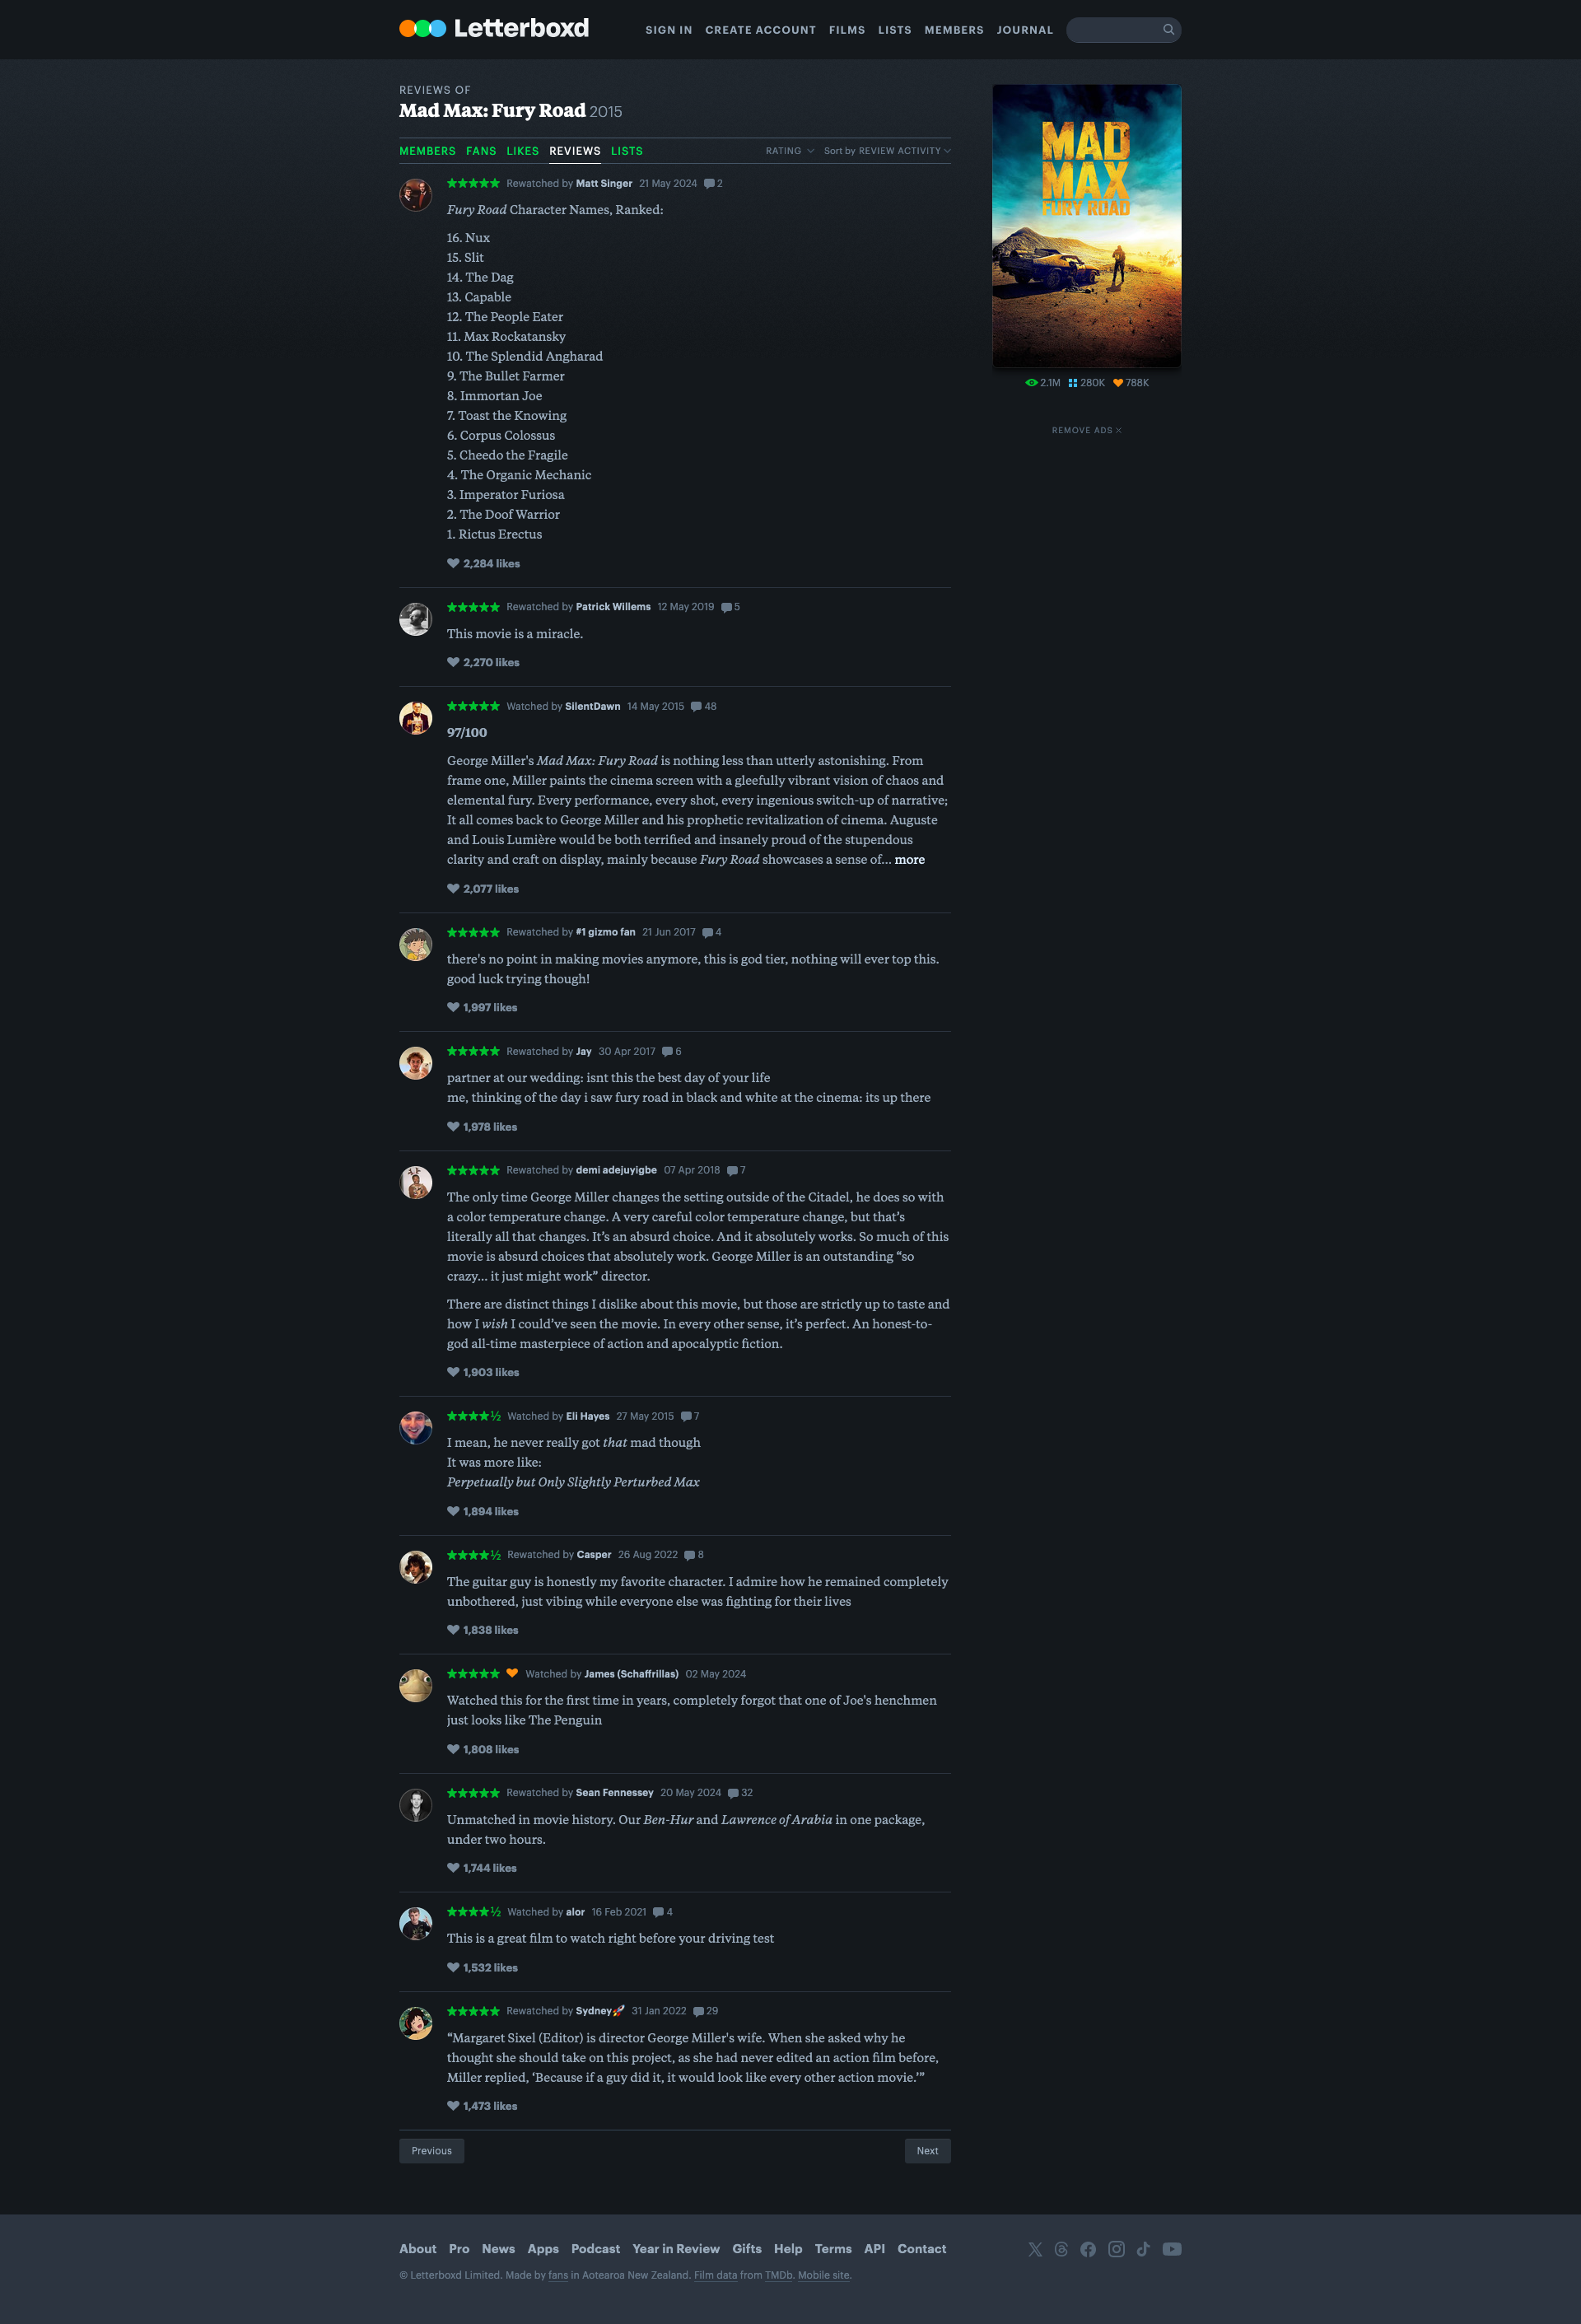 Letterboxd
SIGN IN CREATE ACCOUNT FILMS LISTS MEMBERS JOURNAL
REVIEWS OF
Mad Max: Fury Road 2015
MEMBERS FANS LIKES REVIEWS LISTS
RATING Sort by REVIEW ACTIVITY
★★★★★ Rewatched by Matt Singer 21 May 2024 2
Fury Road Character Names, Ranked:
16. Nux
15. Slit
14. The Dag
13. Capable
12. The People Eater
11. Max Rockatansky
10. The Splendid Angharad
9. The Bullet Farmer
8. Immortan Joe
7. Toast the Knowing
6. Corpus Colossus
5. Cheedo the Fragile
4. The Organic Mechanic
3. Imperator Furiosa
2. The Doof Warrior
1. Rictus Erectus
2,284 likes
★★★★★ Rewatched by Patrick Willems 12 May 2019 5
This movie is a miracle.
2,270 likes
★★★★★ Watched by SilentDawn 14 May 2015 48
97/100
George Miller's Mad Max: Fury Road is nothing less than utterly astonishing. From
frame one, Miller paints the cinema screen with a gleefully vibrant vision of chaos and
elemental fury. Every performance, every shot, every ingenious switch-up of narrative;
It all comes back to George Miller and his prophetic revitalization of cinema. Auguste
and Louis Lumière would be both terrified and insanely proud of the stupendous
clarity and craft on display, mainly because Fury Road showcases a sense of… more
2,077 likes
★★★★★ Rewatched by #1 gizmo fan 21 Jun 2017 4
there's no point in making movies anymore, this is god tier, nothing will ever top this.
good luck trying though!
1,997 likes
★★★★★ Rewatched by Jay 30 Apr 2017 6
partner at our wedding: isnt this the best day of your life
me, thinking of the day i saw fury road in black and white at the cinema: its up there
1,978 likes
★★★★★ Rewatched by demi adejuyigbe 07 Apr 2018 7
The only time George Miller changes the setting outside of the Citadel, he does so with
a color temperature change. A very careful color temperature change, but that’s
literally all that changes. It’s an absurd choice. And it absolutely works. So much of this
movie is absurd choices that absolutely work. George Miller is an outstanding “so
crazy… it just might work” director.
There are distinct things I dislike about this movie, but those are strictly up to taste and
how I wish I could’ve seen the movie. In every other sense, it’s perfect. An honest-to-
god all-time masterpiece of action and apocalyptic fiction.
1,903 likes
★★★★½ Watched by Eli Hayes 27 May 2015 7
I mean, he never really got that mad though
It was more like:
Perpetually but Only Slightly Perturbed Max
1,894 likes
★★★★½ Rewatched by Casper 26 Aug 2022 8
The guitar guy is honestly my favorite character. I admire how he remained completely
unbothered, just vibing while everyone else was fighting for their lives
1,838 likes
★★★★★ Watched by James (Schaffrillas) 02 May 2024
Watched this for the first time in years, completely forgot that one of Joe's henchmen
just looks like The Penguin
1,808 likes
★★★★★ Rewatched by Sean Fennessey 20 May 2024 32
Unmatched in movie history. Our Ben-Hur and Lawrence of Arabia in one package,
under two hours.
1,744 likes
★★★★½ Watched by alor 16 Feb 2021 4
This is a great film to watch right before your driving test
1,532 likes
★★★★★ Rewatched by Sydney🚀 31 Jan 2022 29
“Margaret Sixel (Editor) is director George Miller's wife. When she asked why he
thought she should take on this project, as she had never edited an action film before,
Miller replied, ‘Because if a guy did it, it would look like every other action movie.’”
1,473 likes
Previous
Next
MAD
MAX
FURY ROAD
2.1M 280K 788K
REMOVE ADS
About Pro News Apps Podcast Year in Review Gifts Help Terms API Contact
© Letterboxd Limited. Made by fans in Aotearoa New Zealand. Film data from TMDb. Mobile site.